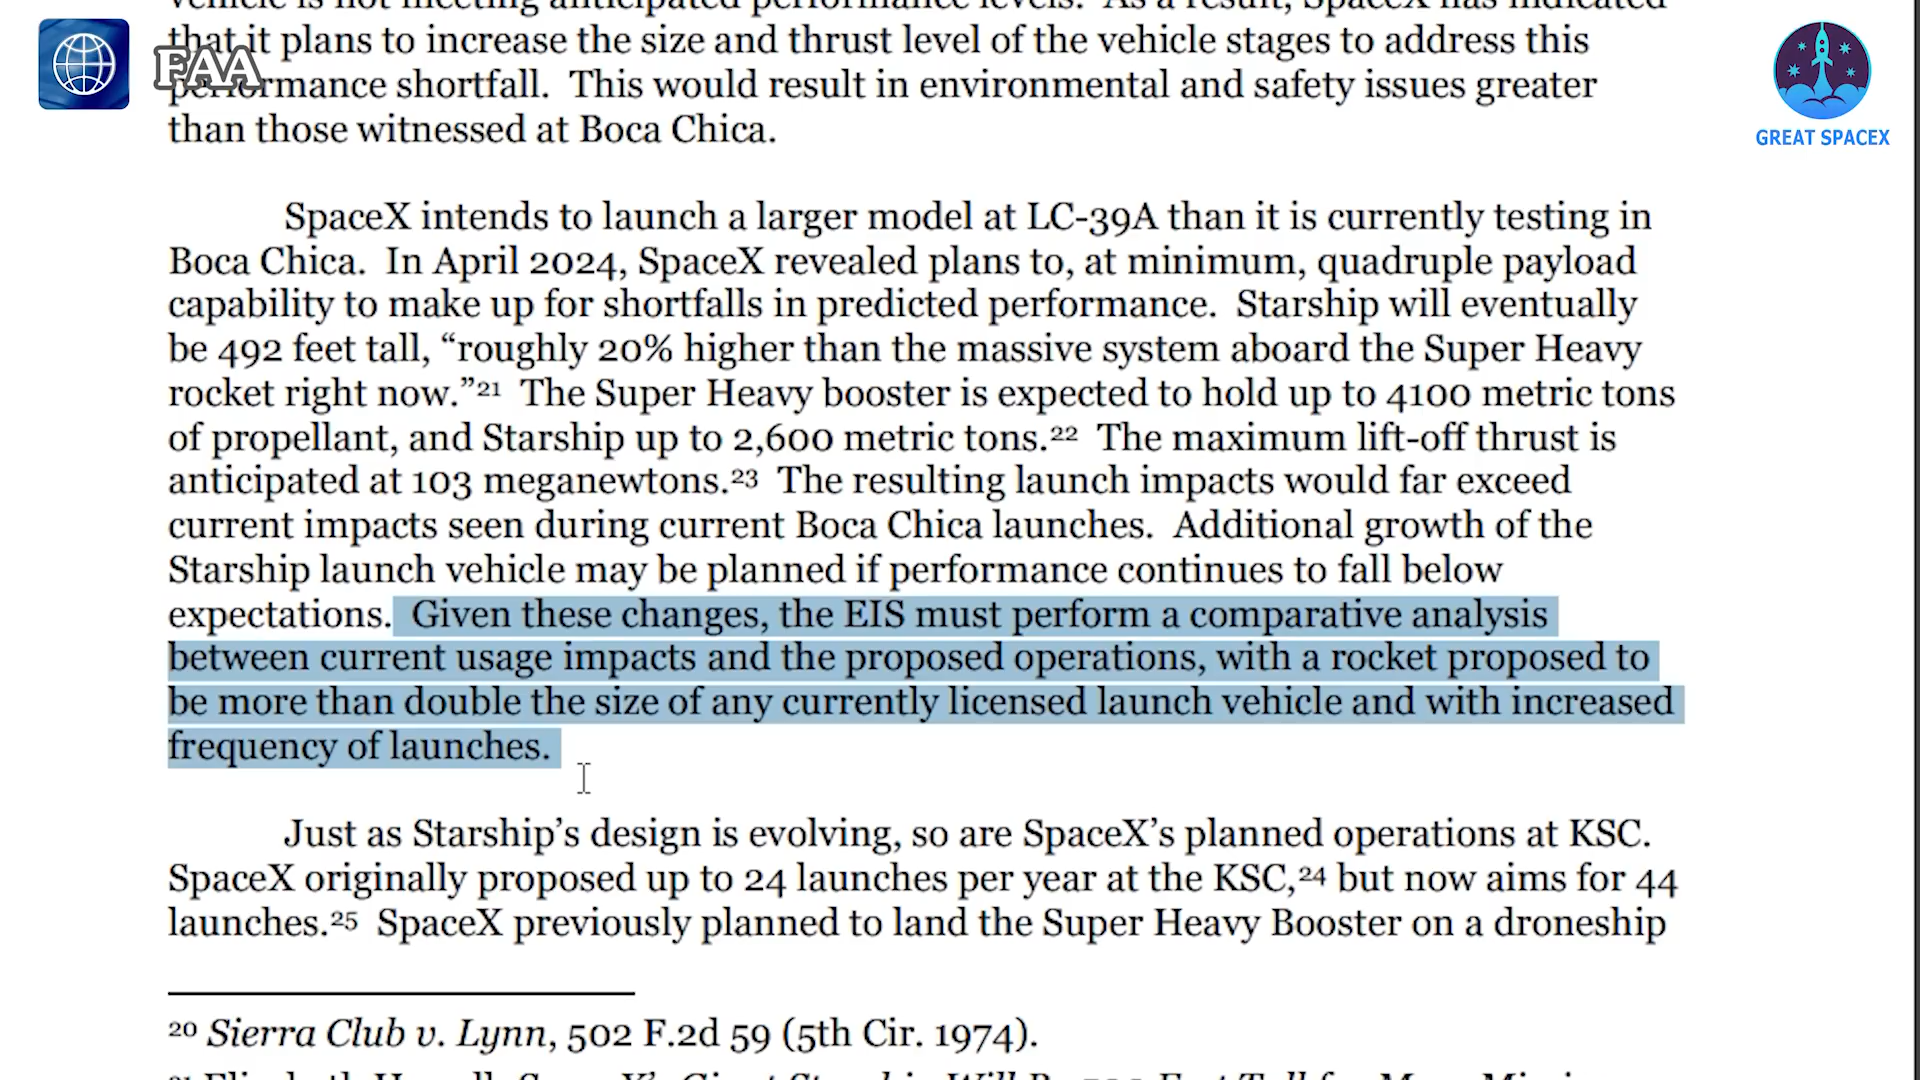 vehicle is not meeting anticipated performance levels. As a result, SpaceX has indicated
that it plans to increase the size and thrust level of the vehicle stages to address this
FAA
GREAT SPACEX
performance shortfall. This would result in environmental and safety issues greater
than those witnessed at Boca Chica.
SpaceX intends to launch a larger model at LC-39A than it is currently testing in
Boca Chica. In April 2024, SpaceX revealed plans to, at minimum, quadruple payload
capability to make up for shortfalls in predicted performance. Starship will eventually
be 492 feet tall, “roughly 20% higher than the massive system aboard the Super Heavy
rocket right now.”21 The Super Heavy booster is expected to hold up to 4100 metric tons
of propellant, and Starship up to 2,600 metric tons.22 The maximum lift-off thrust is
anticipated at 103 meganewtons.23 The resulting launch impacts would far exceed
current impacts seen during current Boca Chica launches. Additional growth of the
Starship launch vehicle may be planned if performance continues to fall below
expectations. Given these changes, the EIS must perform a comparative analysis
between current usage impacts and the proposed operations, with a rocket proposed to
be more than double the size of any currently licensed launch vehicle and with increased
frequency of launches.
Just as Starship’s design is evolving, so are SpaceX’s planned operations at KSC.
SpaceX originally proposed up to 24 launches per year at the KSC,24 but now aims for 44
launches.25 SpaceX previously planned to land the Super Heavy Booster on a droneship
20 Sierra Club v. Lynn, 502 F.2d 59 (5th Cir. 1974).